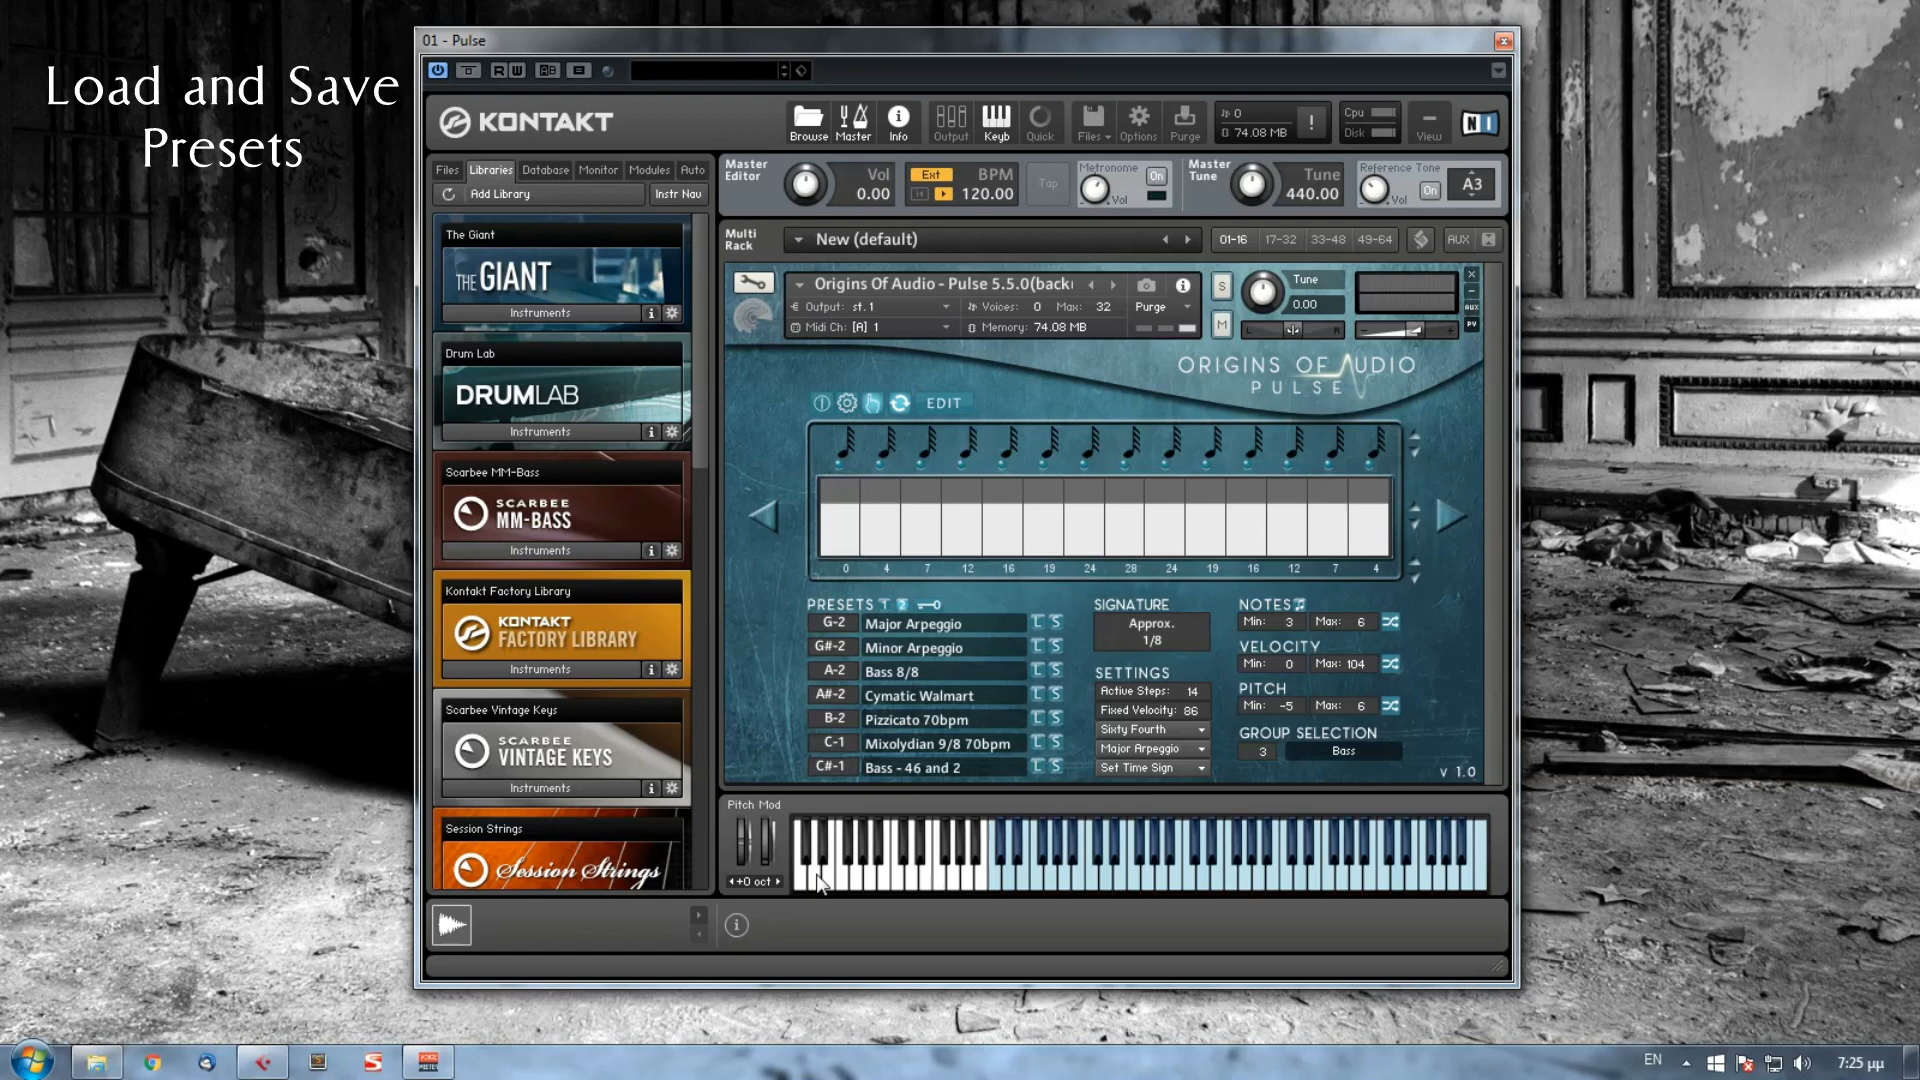 Load and Save
Presets
01 - Pulse
R W
AB
KONTAKT
Browse
Master
Info
Output
Keyb
Quick
Files
Options
Purge
0
74.08 MB
!
Cpu
Disk
View
NI
Files
Libraries
Database
Monitor
Modules
Auto
Add Library
Instr Nav
Master
Editor
Vol
0.00
Ext
BPM
120.00
Tap
Metronome
On
Vol
Master
Tune
Tune
440.00
Reference Tone
On
Vol
A3
Multi
Rack
New (default)
01-16
17-32
33-48
49-64
AUX
The Giant
THE GIANT
Instruments
i
Drum Lab
DRUMLAB
Instruments
i
Scarbee MM-Bass
SCARBEE
MM-BASS
Instruments
i
Kontakt Factory Library
KONTAKT
FACTORY LIBRARY
Instruments
i
Scarbee Vintage Keys
SCARBEE
VINTAGE KEYS
Instruments
i
Session Strings
Session Strings
Origins Of Audio - Pulse 5.5.0(back
Output: st. 1
Voices: 0
Max: 32
Purge
Midi Ch: [A] 1
Memory: 74.08 MB
S
M
Tune
0.00
L
R
AUX
PV
ORIGINS OF AUDIO
PULSE
EDIT
0 4 7 12 16 19 24 28 24 19 16 12 7 4
PRESETS 1 2
G-2 Major Arpeggio L S
G#-2 Minor Arpeggio L S
A-2 Bass 8/8 L S
A#-2 Cymatic Walmart L S
B-2 Pizzicato 70bpm L S
C-1 Mixolydian 9/8 70bpm L S
C#-1 Bass - 46 and 2 L S
SIGNATURE
Approx.
1/8
SETTINGS
Active Steps: 14
Fixed Velocity: 86
Sixty Fourth
Major Arpeggio
Set Time Sign
NOTES
Min: 3 Max: 6
VELOCITY
Min: 0 Max: 104
PITCH
Min: -5 Max: 6
GROUP SELECTION
3 Bass
v 1.0
Pitch Mod
+0 oct
i
EN
7:25 μμ